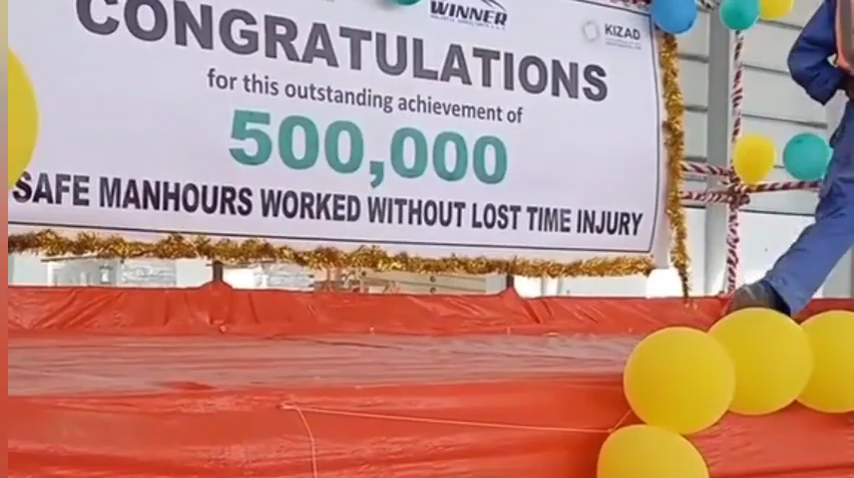 WINNER
KIZAD
CONGRATULATIONS
for this outstanding achievement of
500,000
SAFE MANHOURS WORKED WITHOUT LOST TIME INJURY